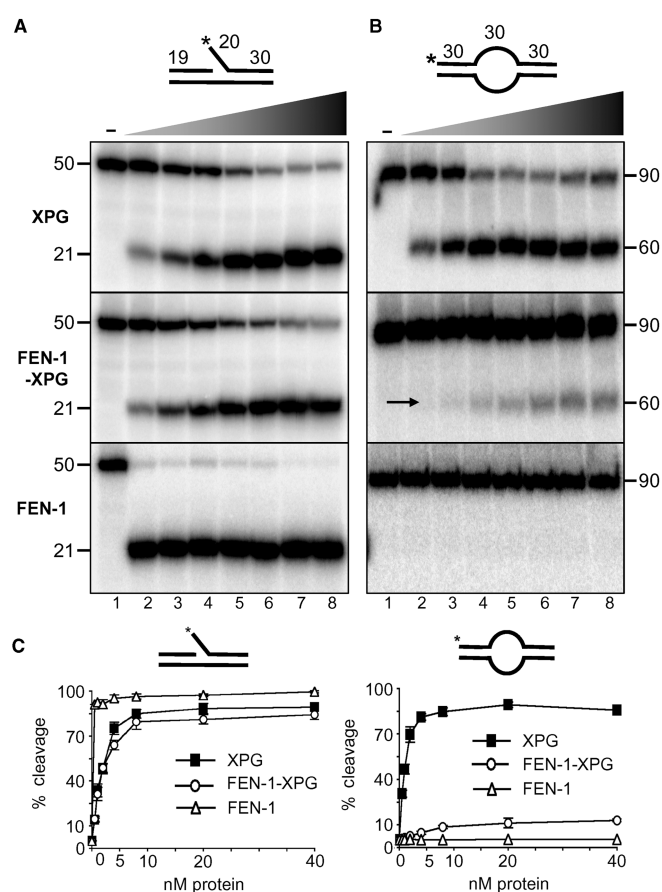 A
B
* 20
19 30
30
* 30 30
–
–
50
XPG
21
90
60
50
FEN-1
-XPG
21
90
60
50
FEN-1
21
90
1 2 3 4 5 6 7 8
1 2 3 4 5 6 7 8
C
*
*
% cleavage
100
70
40
10
0
XPG
FEN-1-XPG
FEN-1
0 5 10 20 30 40
nM protein
% cleavage
100
70
40
10
0
XPG
FEN-1-XPG
FEN-1
0 5 10 20 30 40
nM protein